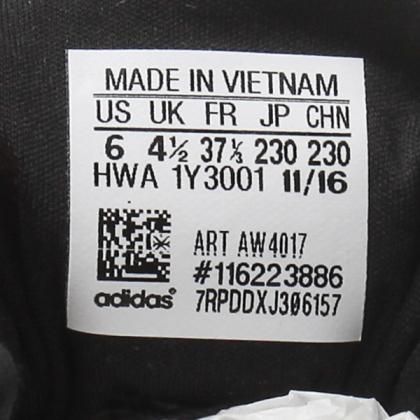 MADE IN VIETNAM
US UK FR JP CHN
6 4½ 37⅓ 230 230
HWA 1Y3001 11/16
ART AW4017
#116223886
adidas® 7RPDDXJ306157